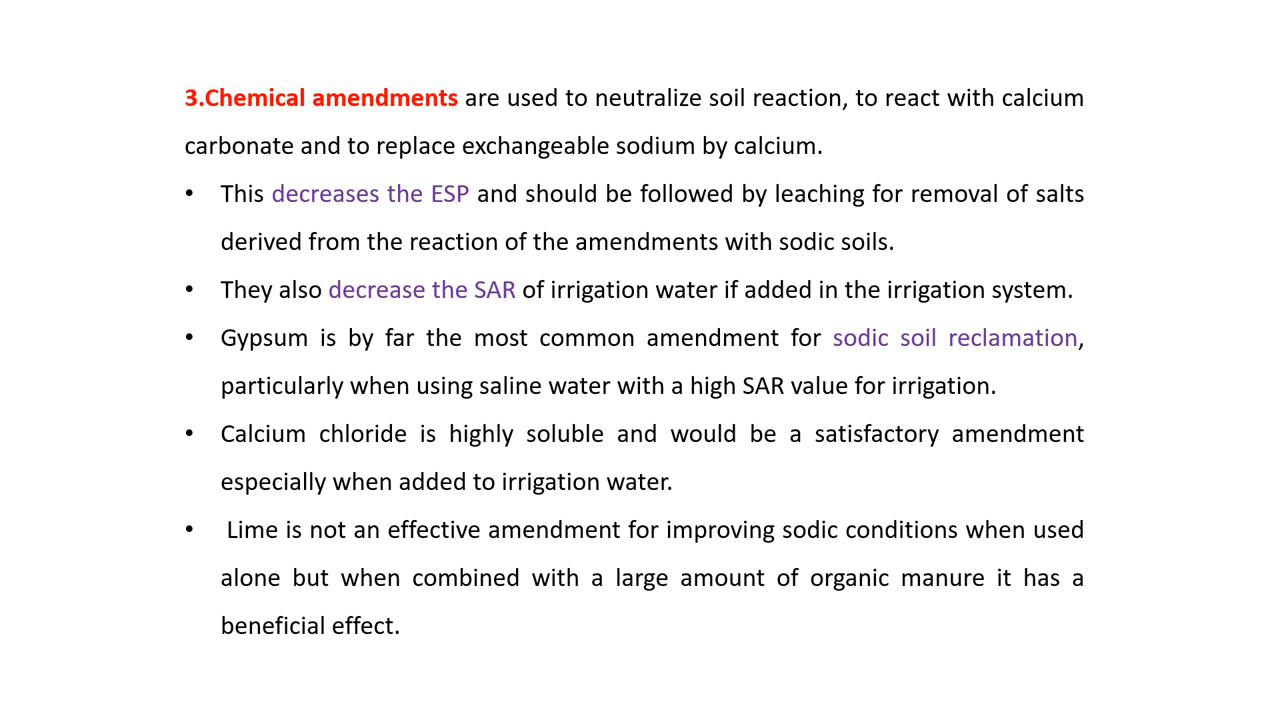 3.Chemical amendments are used to neutralize soil reaction, to react with calcium
carbonate and to replace exchangeable sodium by calcium.
• This decreases the ESP and should be followed by leaching for removal of salts
derived from the reaction of the amendments with sodic soils.
• They also decrease the SAR of irrigation water if added in the irrigation system.
• Gypsum is by far the most common amendment for sodic soil reclamation,
particularly when using saline water with a high SAR value for irrigation.
• Calcium chloride is highly soluble and would be a satisfactory amendment
especially when added to irrigation water.
• Lime is not an effective amendment for improving sodic conditions when used
alone but when combined with a large amount of organic manure it has a
beneficial effect.